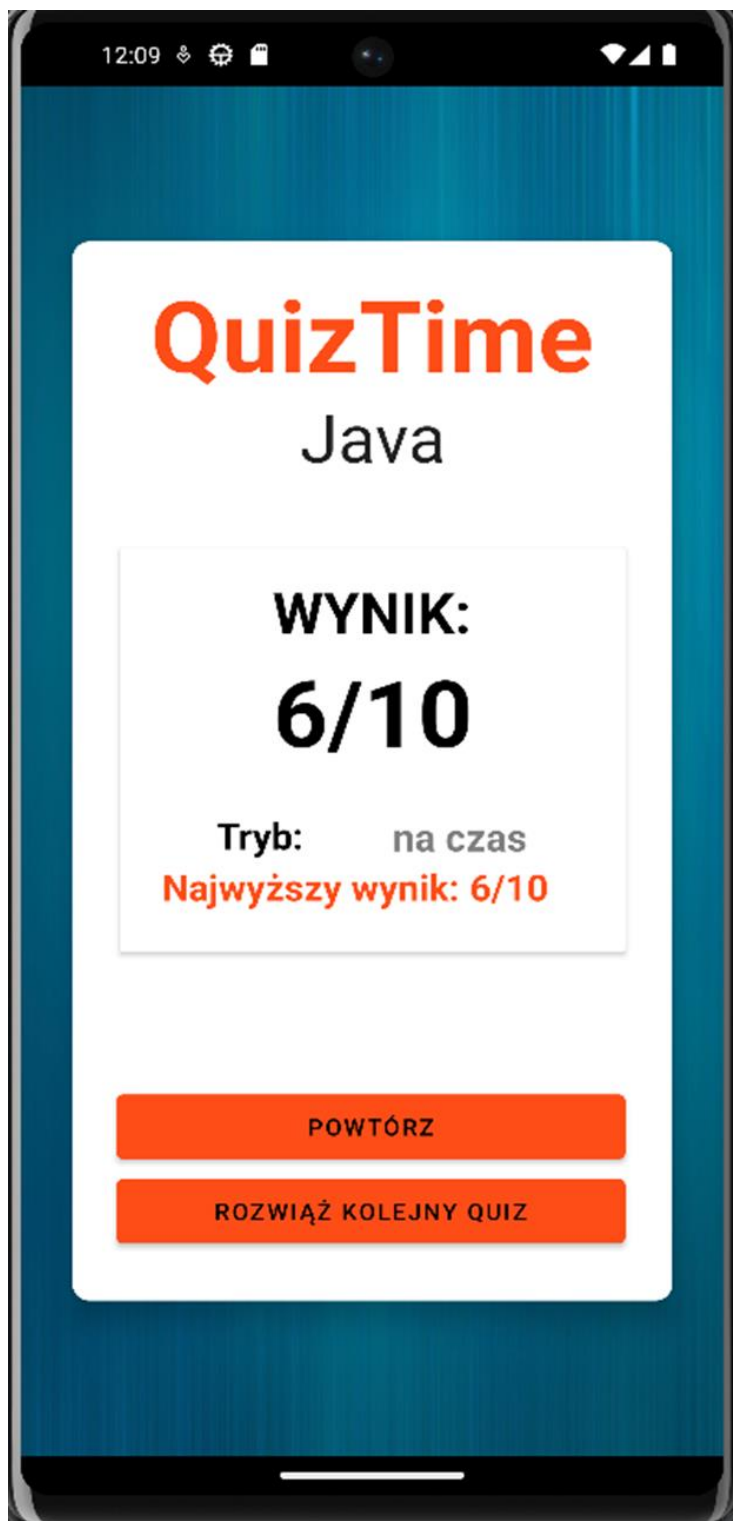 12:09
QuizTime
Java
WYNIK:
6/10
Tryb: na czas
Najwyższy wynik: 6/10
POWTÓRZ
ROZWIĄŻ KOLEJNY QUIZ